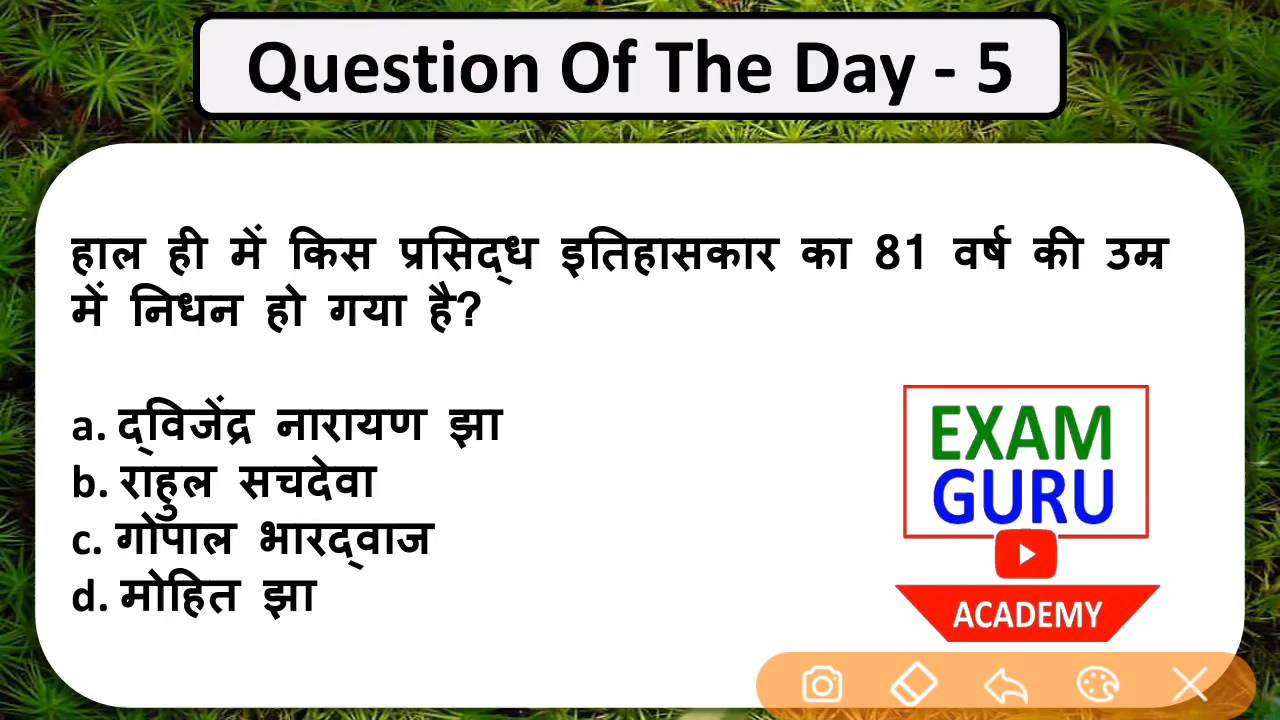 Question Of The Day - 5
हाल ही में किस प्रसिद्ध इतिहासकार का 81 वर्ष की उम्र
में निधन हो गया है?
a. द्विजेंद्र नारायण झा
b. राहुल सचदेवा
c. गोपाल भारद्वाज
d. मोहित झा
EXAM
GURU
ACADEMY